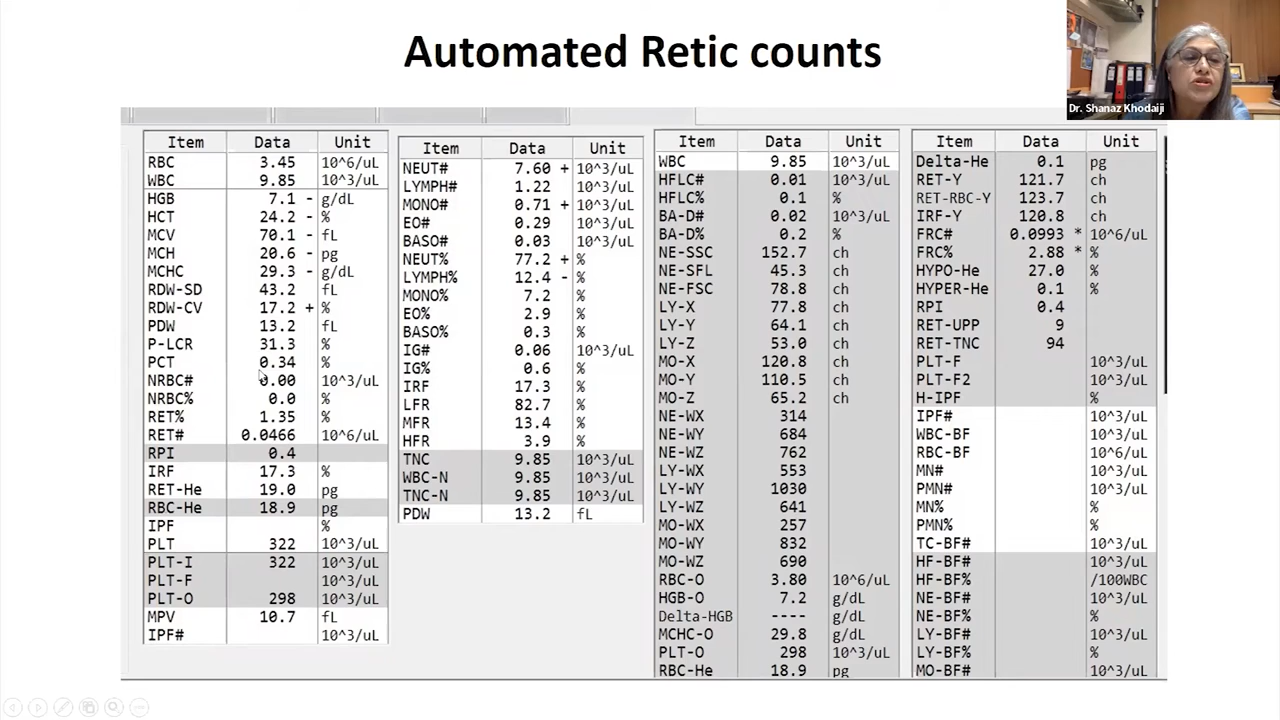 Automated Retic counts
Dr. Shanaz Khodaiji
Item Data Unit
RBC 3.45 10^6/uL
WBC 9.85 10^3/uL
HGB 7.1 - g/dL
HCT 24.2 - %
MCV 70.1 - fL
MCH 20.6 - pg
MCHC 29.3 - g/dL
RDW-SD 43.2 fL
RDW-CV 17.2 + %
PDW 13.2 fL
P-LCR 31.3 %
PCT 0.34 %
NRBC# 0.00 10^3/uL
NRBC% 0.0 %
RET% 1.35 %
RET# 0.0466 10^6/uL
RPI 0.4
IRF 17.3 %
RET-He 19.0 pg
RBC-He 18.9 pg
IPF %
PLT 322 10^3/uL
PLT-I 322 10^3/uL
PLT-F 10^3/uL
PLT-O 298 10^3/uL
MPV 10.7 fL
IPF# 10^3/uL
Item Data Unit
NEUT# 7.60 + 10^3/uL
LYMPH# 1.22 10^3/uL
MONO# 0.71 + 10^3/uL
EO# 0.29 10^3/uL
BASO# 0.03 10^3/uL
NEUT% 77.2 + %
LYMPH% 12.4 - %
MONO% 7.2 %
EO% 2.9 %
BASO% 0.3 %
IG# 0.06 10^3/uL
IG% 0.6 %
IRF 17.3 %
LFR 82.7 %
MFR 13.4 %
HFR 3.9 %
TNC 9.85 10^3/uL
WBC-N 9.85 10^3/uL
TNC-N 9.85 10^3/uL
PDW 13.2 fL
Item Data Unit
WBC 9.85 10^3/uL
HFLC# 0.01 10^3/uL
HFLC% 0.1 %
BA-D# 0.02 10^3/uL
BA-D% 0.2 %
NE-SSC 152.7 ch
NE-SFL 45.3 ch
NE-FSC 78.8 ch
LY-X 77.8 ch
LY-Y 64.1 ch
LY-Z 53.0 ch
MO-X 120.8 ch
MO-Y 110.5 ch
MO-Z 65.2 ch
NE-WX 314
NE-WY 684
NE-WZ 762
LY-WX 553
LY-WY 1030
LY-WZ 641
MO-WX 257
MO-WY 832
MO-WZ 690
RBC-O 3.80 10^6/uL
HGB-O 7.2 g/dL
Delta-HGB ---- g/dL
MCHC-O 29.8 g/dL
PLT-O 298 10^3/uL
RBC-He 18.9 pg
Item Data Unit
Delta-He 0.1 pg
RET-Y 121.7 ch
RET-RBC-Y 123.7 ch
IRF-Y 120.8 ch
FRC# 0.0993 * 10^6/uL
FRC% 2.88 * %
HYPO-He 27.0 %
HYPER-He 0.1 %
RPI 0.4
RET-UPP 9
RET-TNC 94
PLT-F 10^3/uL
PLT-F2 10^3/uL
H-IPF %
IPF# 10^3/uL
WBC-BF 10^3/uL
RBC-BF 10^6/uL
MN# 10^3/uL
PMN# 10^3/uL
MN% %
PMN% %
TC-BF# 10^3/uL
HF-BF# 10^3/uL
HF-BF% /100WBC
NE-BF# 10^3/uL
NE-BF% %
LY-BF# 10^3/uL
LY-BF% %
MO-BF# 10^3/uL